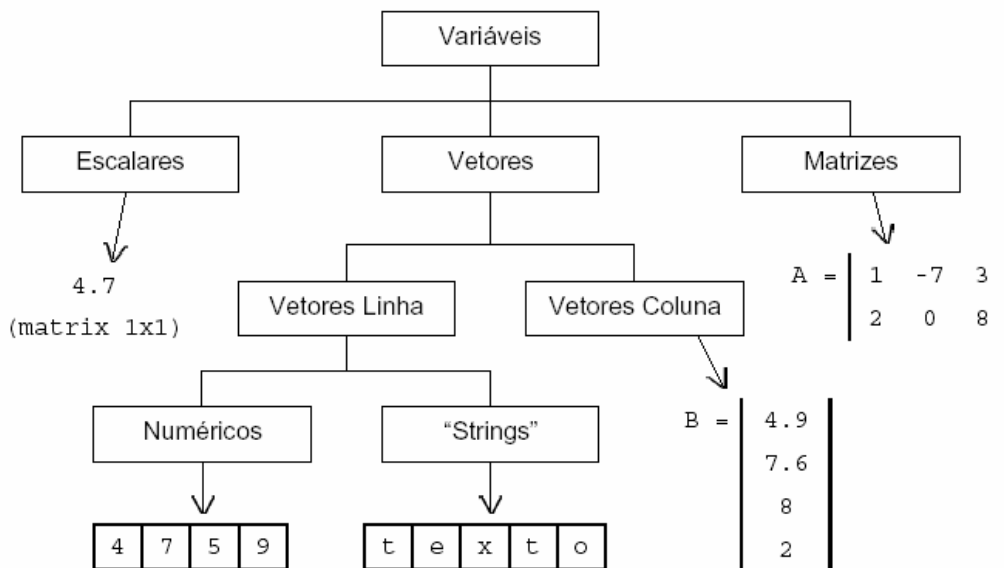 Variáveis
Escalares
Vetores
Matrizes
4.7
(matrix 1x1)
A = 1 -7 3
2 0 8
Vetores Linha
Vetores Coluna
Numéricos
“Strings”
B = 4.9
7.6
8
2
4 7 5 9
t e x t o